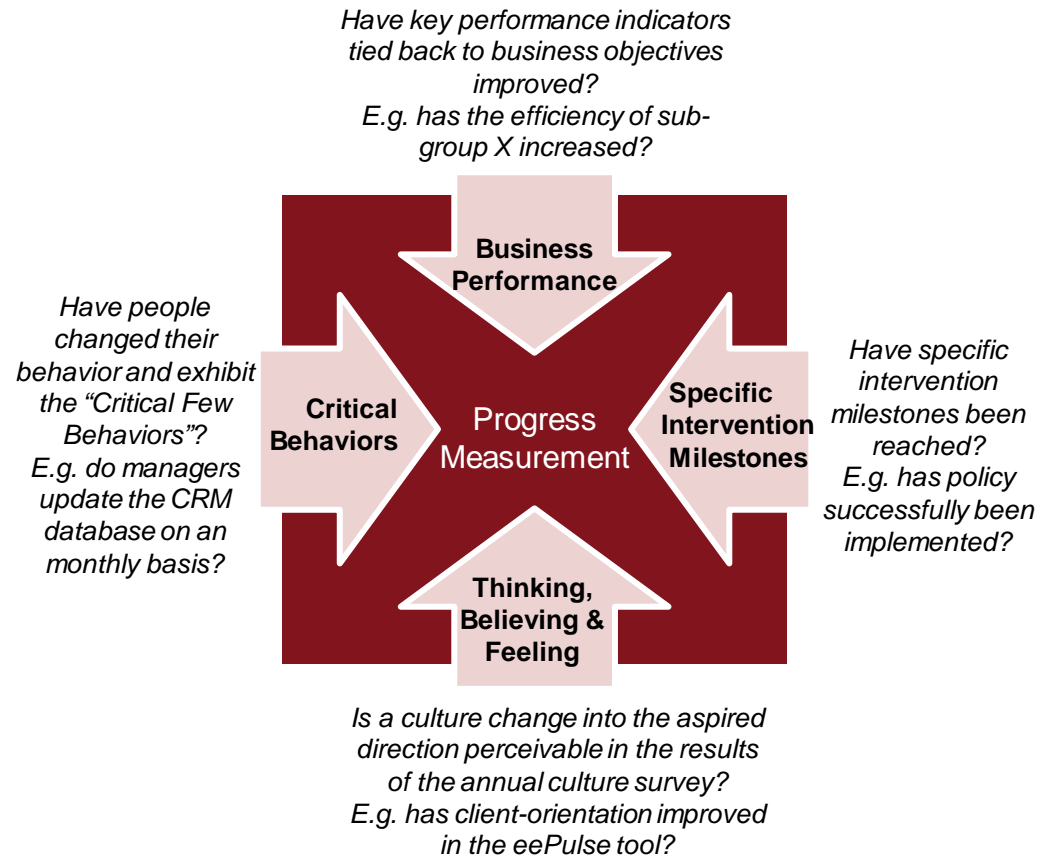 Have key performance indicators
tied back to business objectives
improved?
E.g. has the efficiency of sub-
group X increased?
Business
Performance
Have people
changed their
behavior and exhibit
the “Critical Few
Behaviors”?
E.g. do managers
update the CRM
database on an
monthly basis?
Critical
Behaviors
Progress
Measurement
Specific
Intervention
Milestones
Have specific
intervention
milestones been
reached?
E.g. has policy
successfully been
implemented?
Thinking,
Believing &
Feeling
Is a culture change into the aspired
direction perceivable in the results
of the annual culture survey?
E.g. has client-orientation improved
in the eePulse tool?